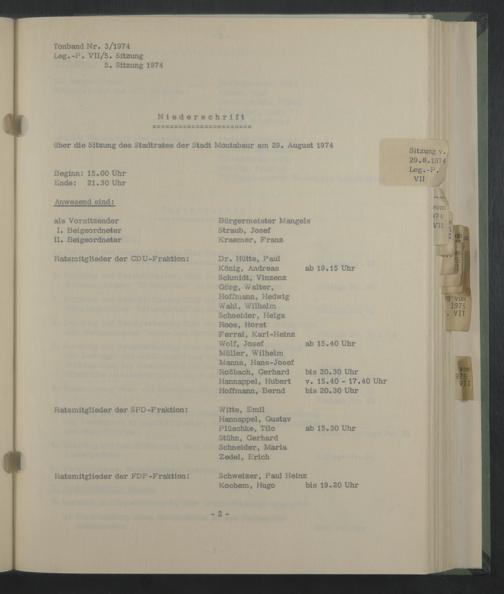 Tonband Nr. 3/1974
Leg.-P. VII/5. Sitzung
5. Sitzung 1974
Niederschrift
über die Sitzung des Stadtrates der Stadt Montabaur am 29. August 1974
Sitzung v.
29.8.1974
Leg.-P.
VII
Beginn: 15.00 Uhr
Ende: 21.30 Uhr
Anwesend sind:
als Vorsitzender Bürgermeister Mangels
I. Beigeordneter Straub, Josef
II. Beigeordneter Kraemer, Franz
Ratsmitglieder der CDU-Fraktion: Dr. Hütte, Paul
König, Andreas ab 19.15 Uhr
Schmidt, Vinzenz
Görg, Walter,
Hoffmann, Hedwig
Wahl, Wilhelm
Schneider, Helga
Roos, Horst
Ferrai, Karl-Heinz
Wolf, Josef ab 15.40 Uhr
Müller, Wilhelm
Manns, Hans-Josef
Roßbach, Gerhard bis 20.30 Uhr
Hannappel, Hubert v. 15.40 - 17.40 Uhr
Hoffmann, Bernd bis 20.30 Uhr
Ratsmitglieder der SPD-Fraktion: Witte, Emil
Hannappel, Gustav
Plüschke, Tilo ab 15.30 Uhr
Stühn, Gerhard
Schneider, Maria
Zedel, Erich
Ratsmitglieder der FDP-Fraktion: Schweizer, Paul Heinz
Kochem, Hugo bis 19.20 Uhr
- 2 -
1975
VII